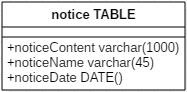 notice TABLE
+noticeContent varchar(1000)
+noticeName varchar(45)
+noticeDate DATE()